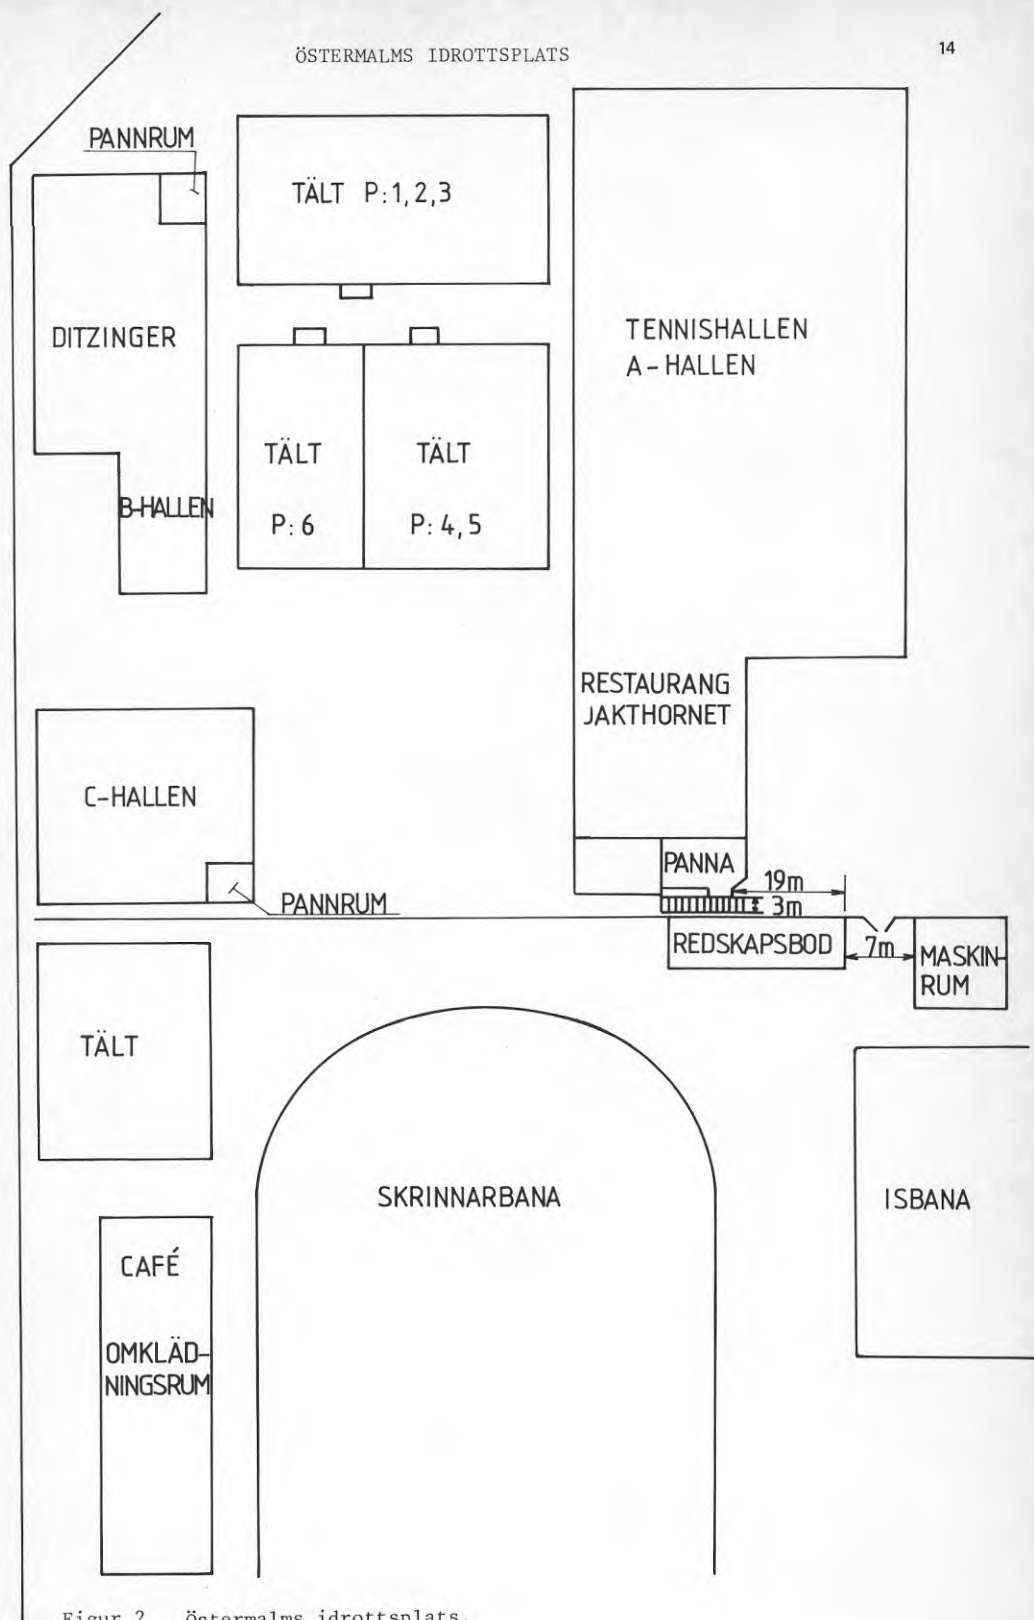 ÖSTERMALMS IDROTTSPLATS
14
PANNRUM
TÄLT P:1,2,3
DITZINGER
TENNISHALLEN
A-HALLEN
TÄLT
P:6
TÄLT
P:4,5
B-HALLEN
RESTAURANG
JAKTHORNET
C-HALLEN
PANNA
19m
PANNRUM
3m
REDSKAPSBOD
7m
MASKIN-
RUM
TÄLT
SKRINNARBANA
ISBANA
CAFÉ
OMKLÄD-
NINGSRUM
Figur 2. Östermalms idrottsplats.